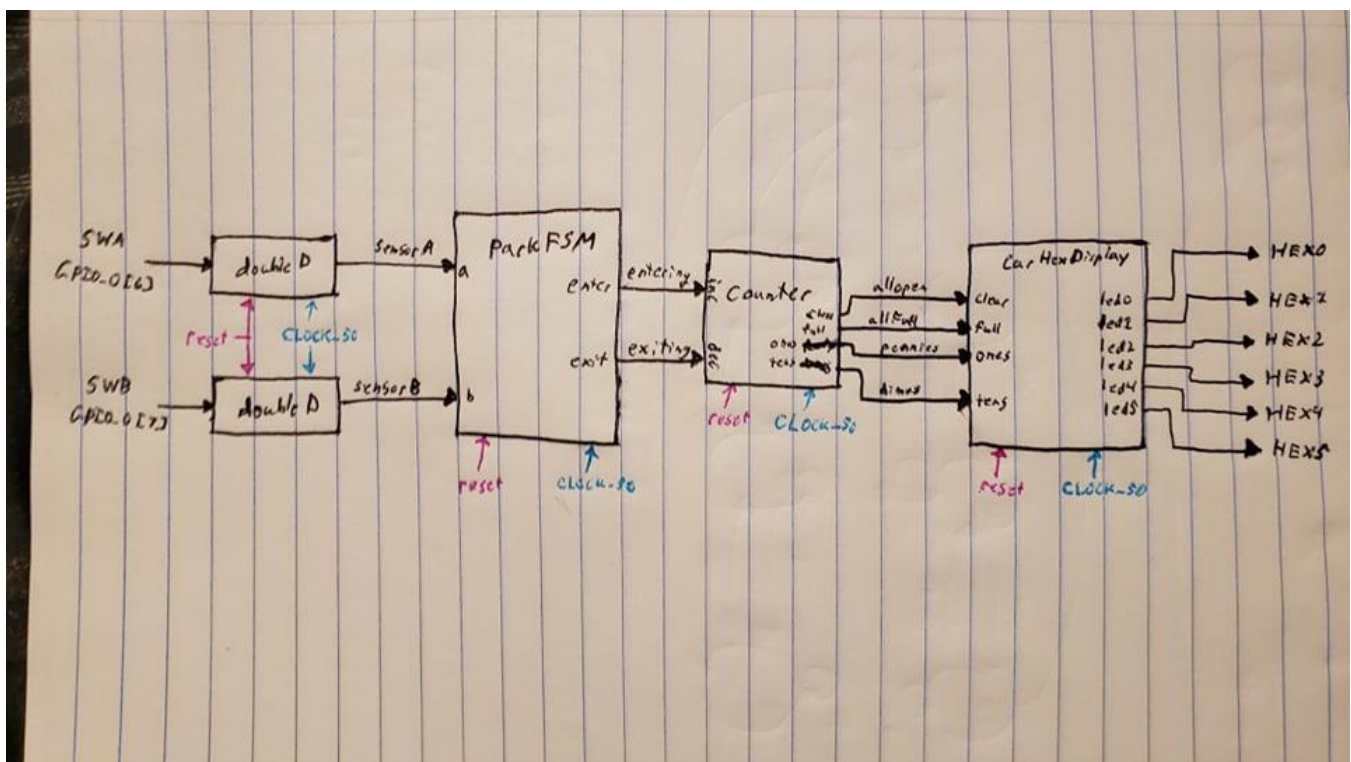 SWA
GPIO_0[6]
doubleD
sensorA
reset
CLOCK_50
SWB
GPIO_0[7]
doubleD
sensorB
ParkFSM
a
b
enter
exit
reset
CLOCK_50
entering
exiting
Counter
inc
dec
clear
full
ones
tens
reset
CLOCK_50
allopen
allFull
pennies
dimes
CarHexDisplay
clear
full
ones
tens
led0
led1
led2
led3
led4
led5
reset
CLOCK_50
HEX0
HEX1
HEX2
HEX3
HEX4
HEX5